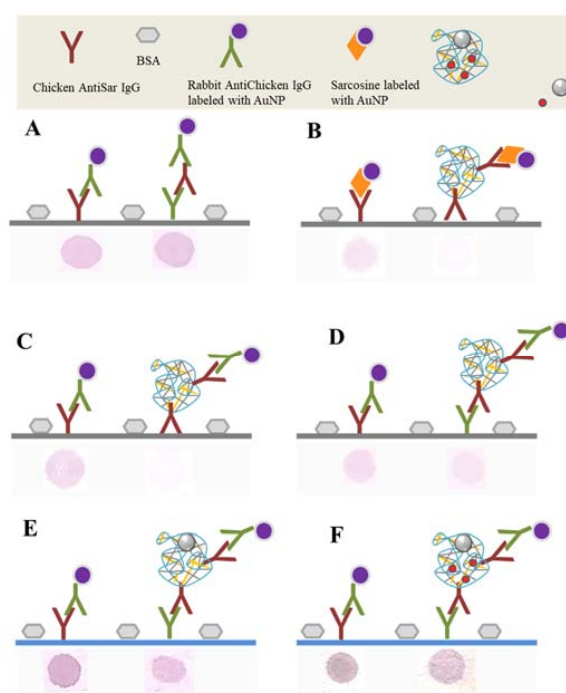 BSA
Chicken AntiSar IgG
Rabbit AntiChicken IgG
labeled with AuNP
Sarcosine labeled
with AuNP
A
B
C
D
E
F